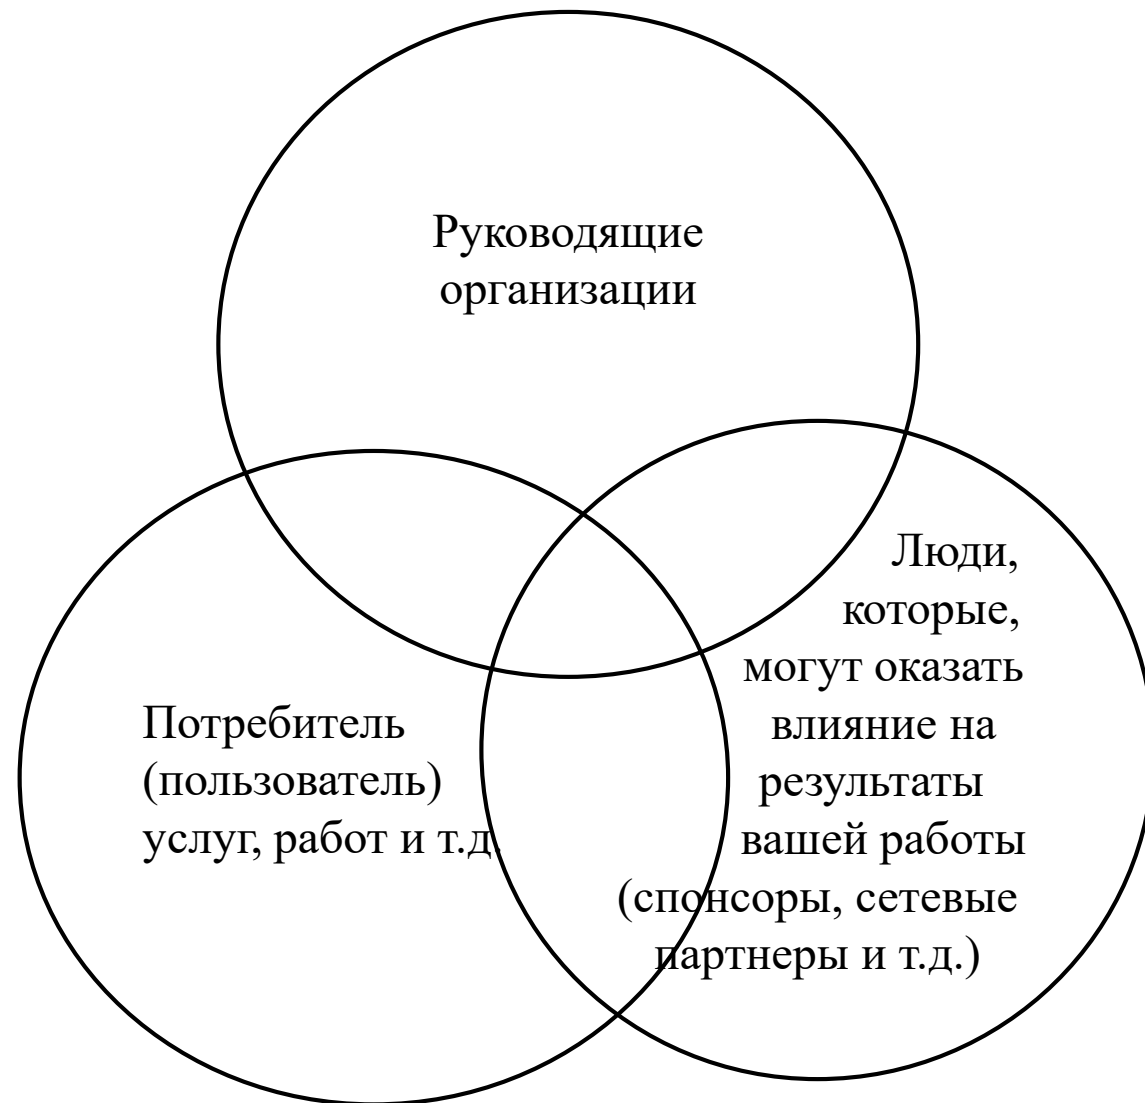 Руководящие
организации
Люди,
которые,
могут оказать
влияние на
результаты
вашей работы
(спонсоры, сетевые
партнеры и т.д.)
Потребитель
(пользователь)
услуг, работ и т.д.